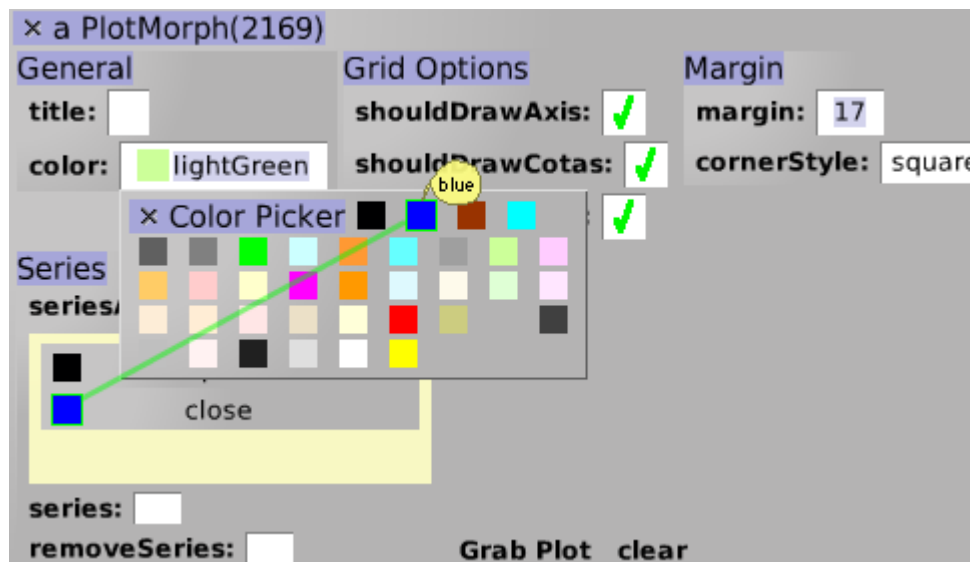 × a PlotMorph(2169)
General Grid Options Margin
title: shouldDrawAxis: margin: 17
color: lightGreen shouldDrawCotas: cornerStyle: square
blue
× Color Picker :
Series
close
series:
removeSeries: Grab Plot clear